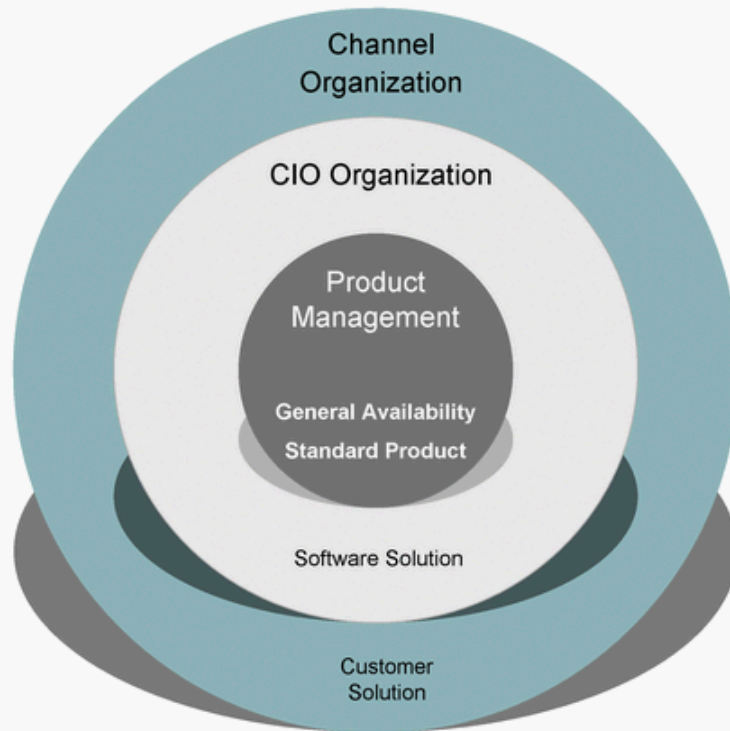 Channel
Organization
CIO Organization
Product
Management
General Availability
Standard Product
Software Solution
Customer
Solution